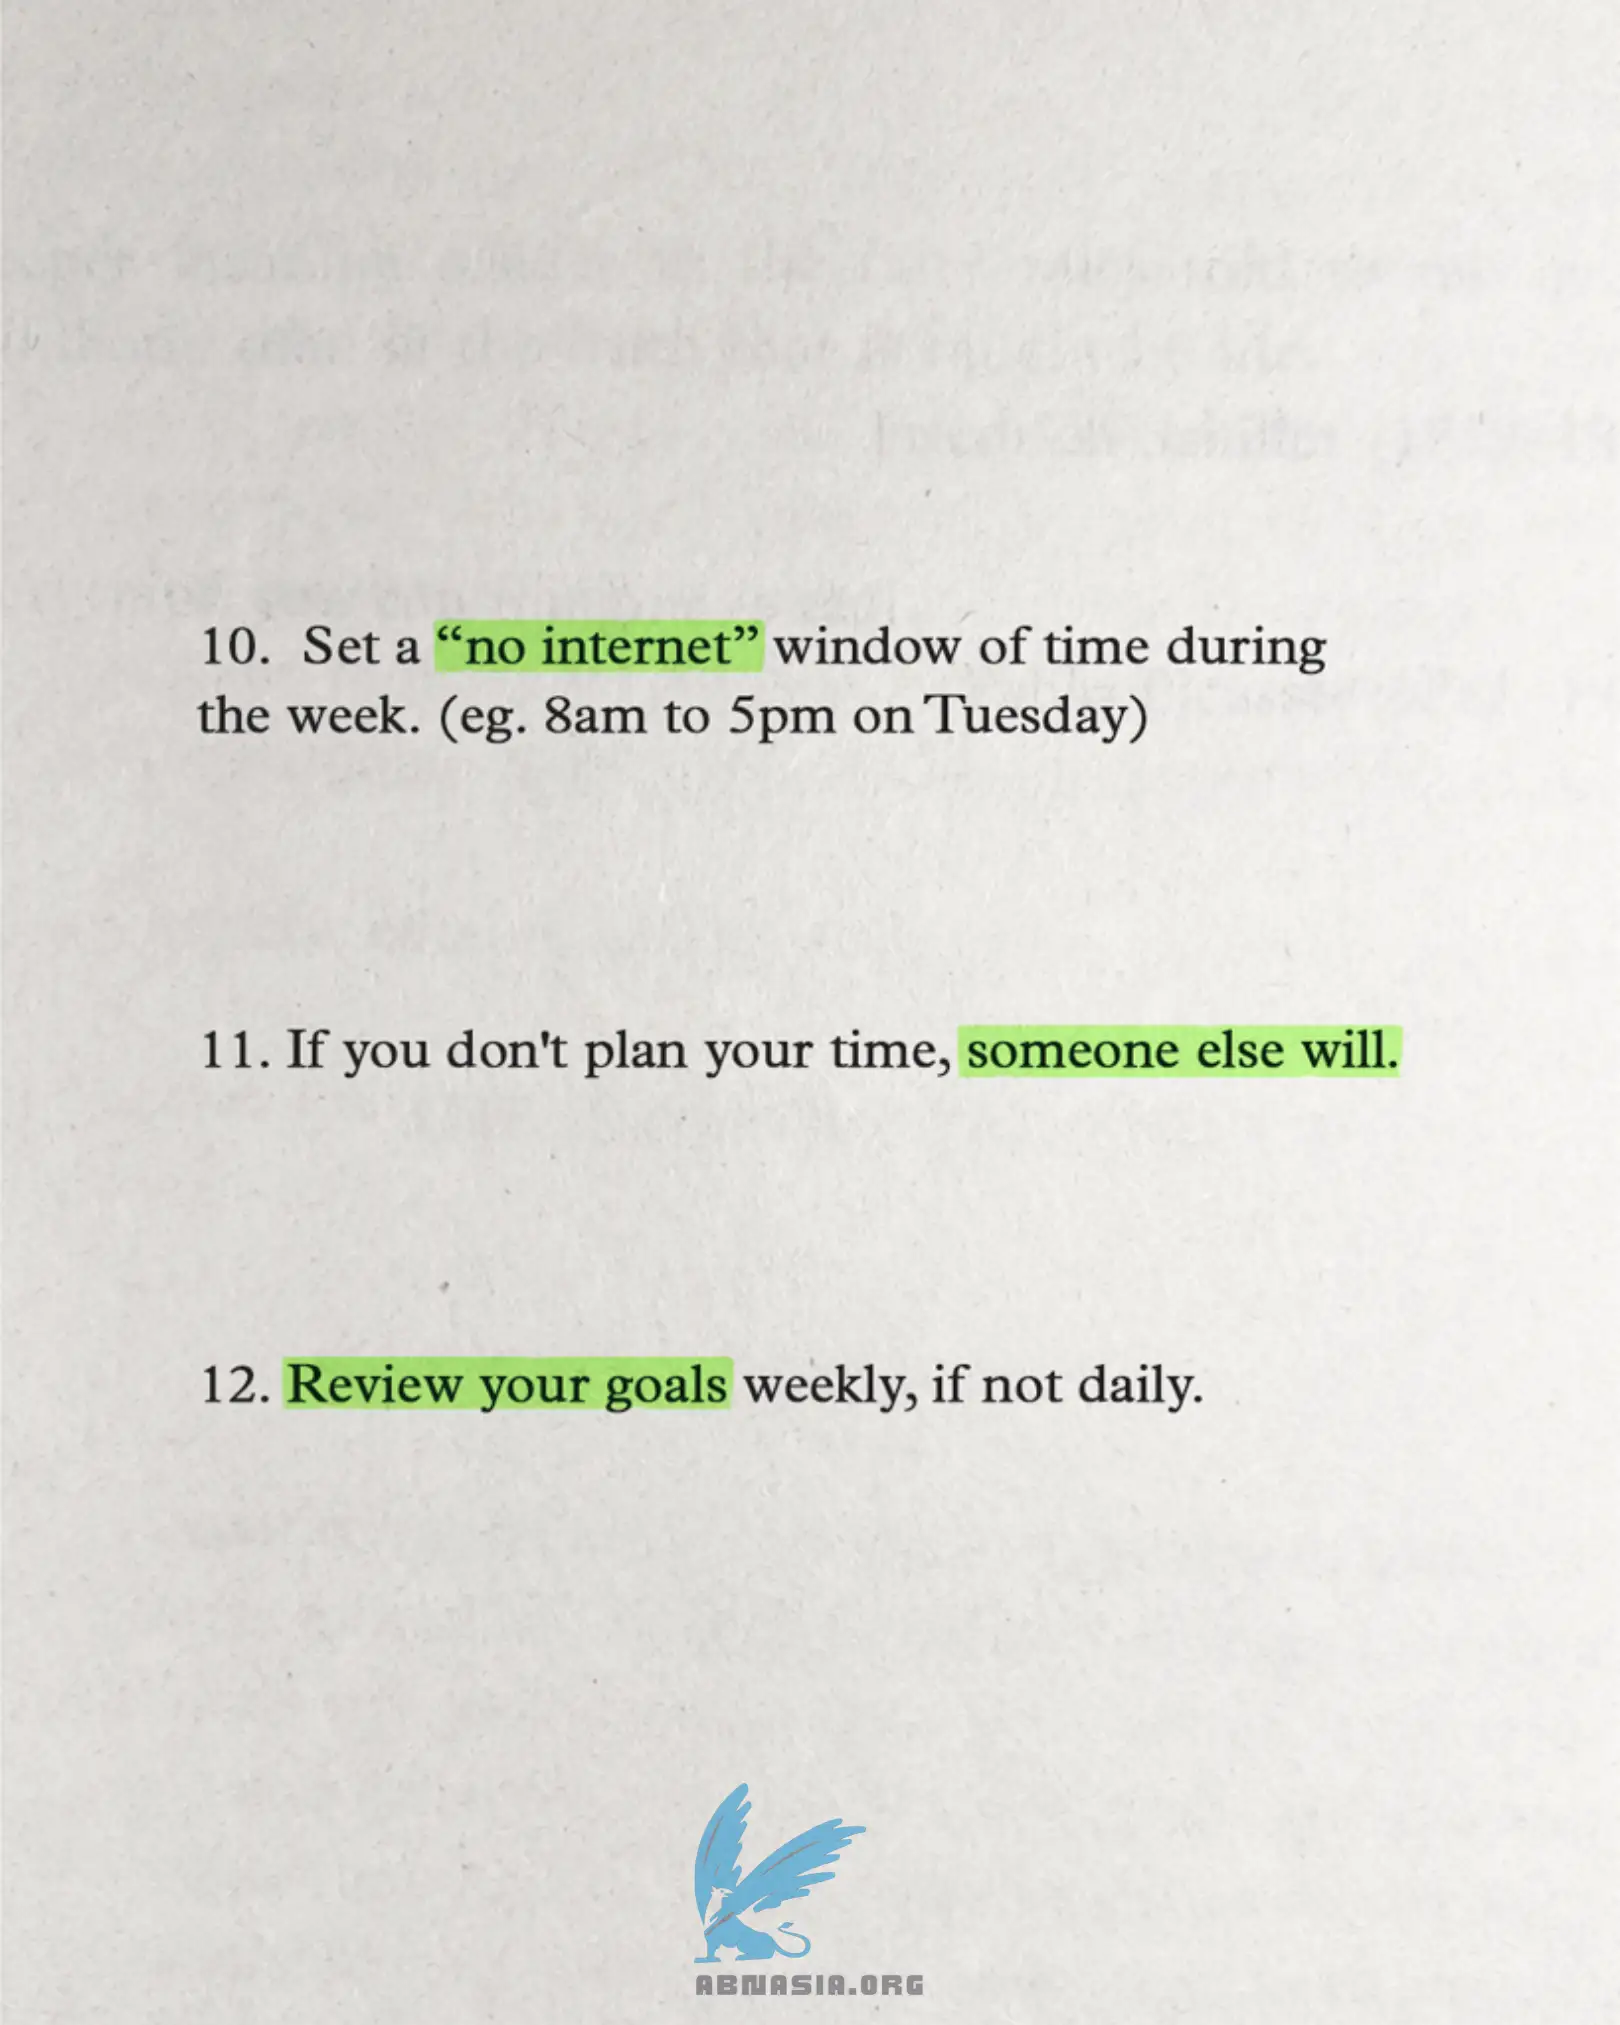 10. Set a “no internet” window of time during
the week. (eg. 8am to 5pm on Tuesday)
11. If you don't plan your time, someone else will.
12. Review your goals weekly, if not daily.
ABNASIA.ORG